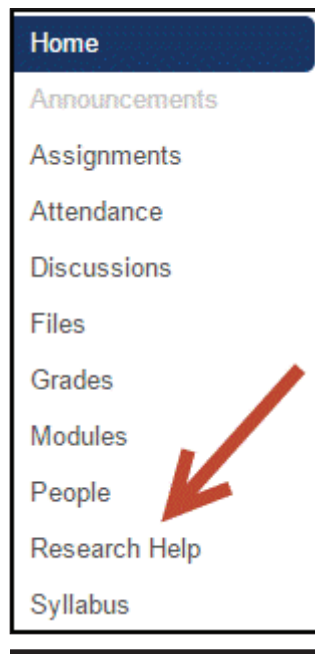 Home
Announcements
Assignments
Attendance
Discussions
Files
Grades
Modules
People
Research Help
Syllabus